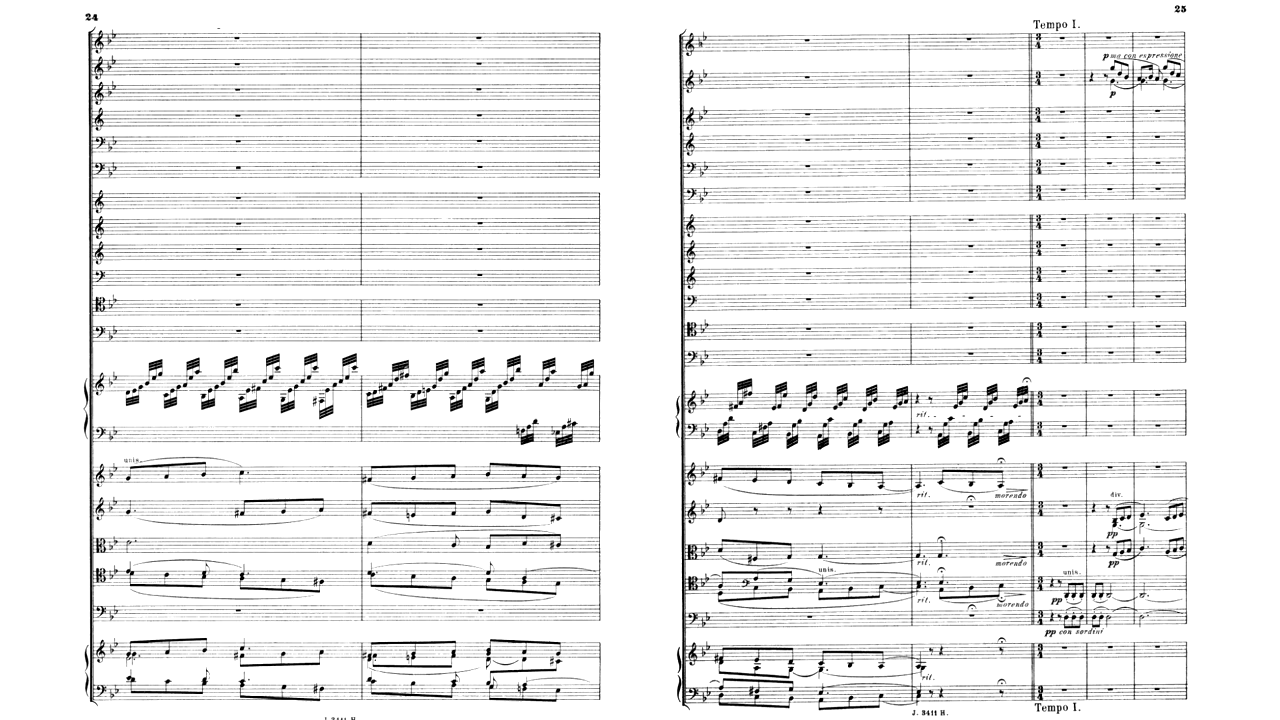 24
unis.
J. 3411 H.
25
Tempo I.
p ma con espressione
p
rit.
rit. morendo
div.
pp
pp
rit. morendo
unis.
unis.
pp
rit. morendo
pp con sordini
rit.
J. 3411 H.
Tempo I.